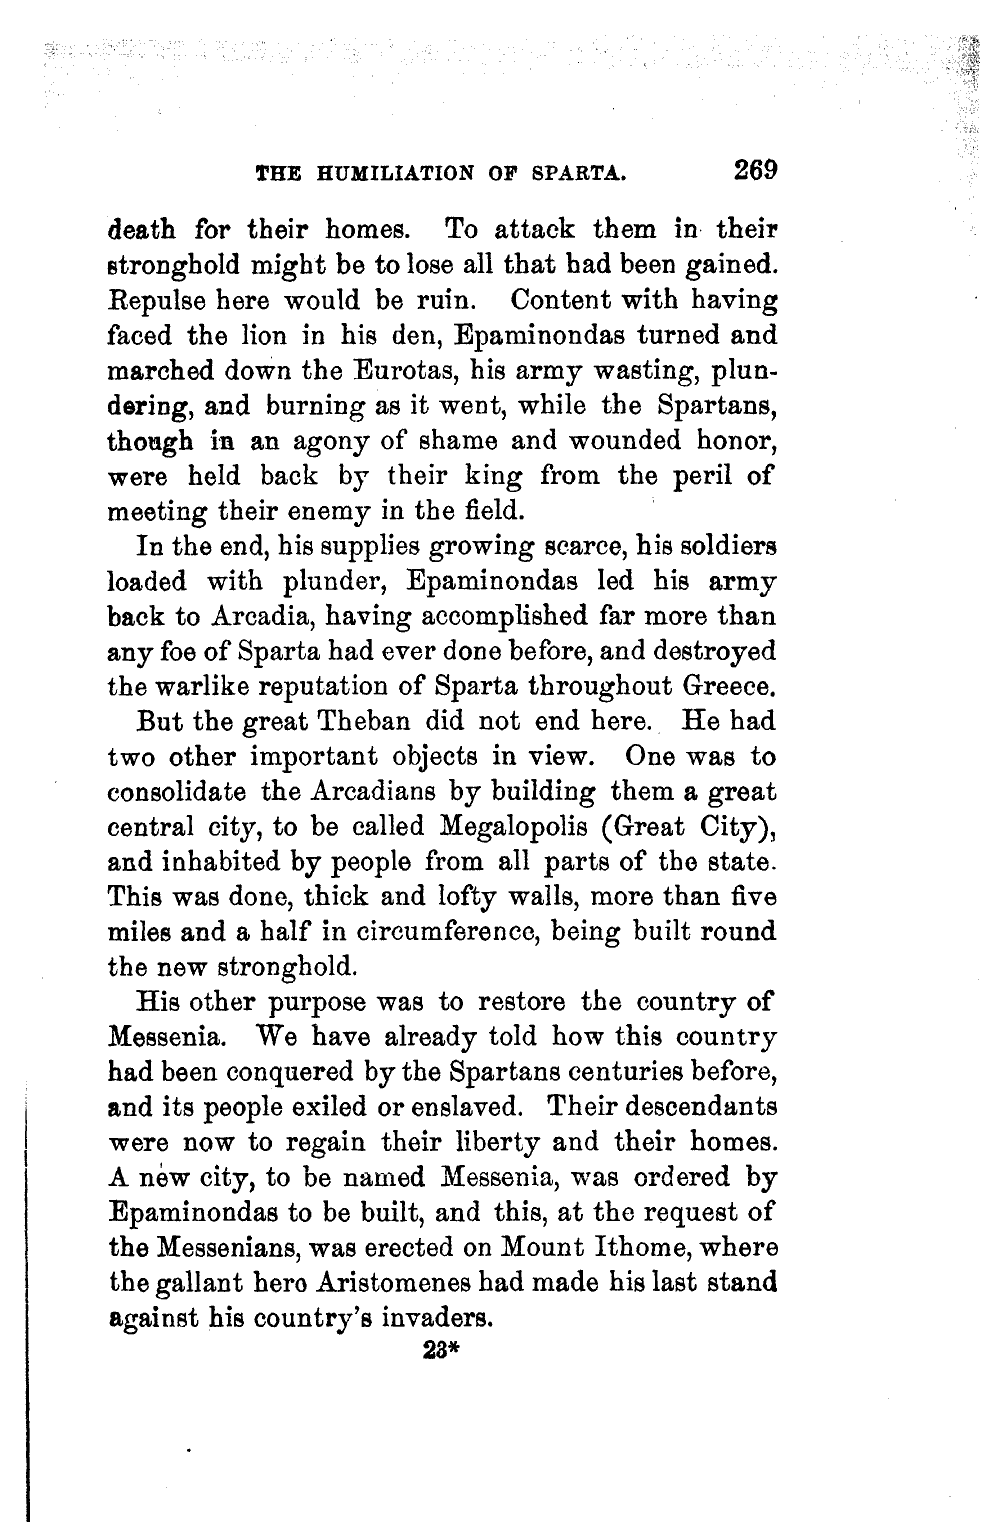 THE HUMILIATION OF SPARTA. 269
death for their homes. To attack them in their
stronghold might be to lose all that had been gained.
Repulse here would be ruin. Content with having
faced the lion in his den, Epaminondas turned and
marched down the Eurotas, his army wasting, plun-
dering, and burning as it went, while the Spartans,
though in an agony of shame and wounded honor,
were held back by their king from the peril of
meeting their enemy in the field.
In the end, his supplies growing scarce, his soldiers
loaded with plunder, Epaminondas led his army
back to Arcadia, having accomplished far more than
any foe of Sparta had ever done before, and destroyed
the warlike reputation of Sparta throughout Greece.
But the great Theban did not end here. He had
two other important objects in view. One was to
consolidate the Arcadians by building them a great
central city, to be called Megalopolis (Great City),
and inhabited by people from all parts of the state.
This was done, thick and lofty walls, more than five
miles and a half in circumference, being built round
the new stronghold.
His other purpose was to restore the country of
Messenia. We have already told how this country
had been conquered by the Spartans centuries before,
and its people exiled or enslaved. Their descendants
were now to regain their liberty and their homes.
A new city, to be named Messenia, was ordered by
Epaminondas to be built, and this, at the request of
the Messenians, was erected on Mount Ithome, where
the gallant hero Aristomenes had made his last stand
against his country's invaders.
23*